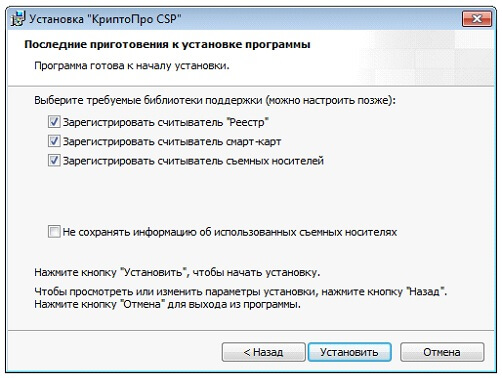 Установка "КриптоПро CSP"
Последние приготовления к установке программы
Программа готова к началу установки.
Выберите требуемые библиотеки поддержки (можно настроить позже):
Зарегистрировать считыватель "Реестр"
Зарегистрировать считыватель смарт-карт
Зарегистрировать считыватель съемных носителей
Не сохранять информацию об использованных съемных носителях
Нажмите кнопку "Установить", чтобы начать установку.
Чтобы просмотреть или изменить параметры установки, нажмите кнопку "Назад".
Нажмите кнопку "Отмена" для выхода из программы.
< Назад
Установить
Отмена